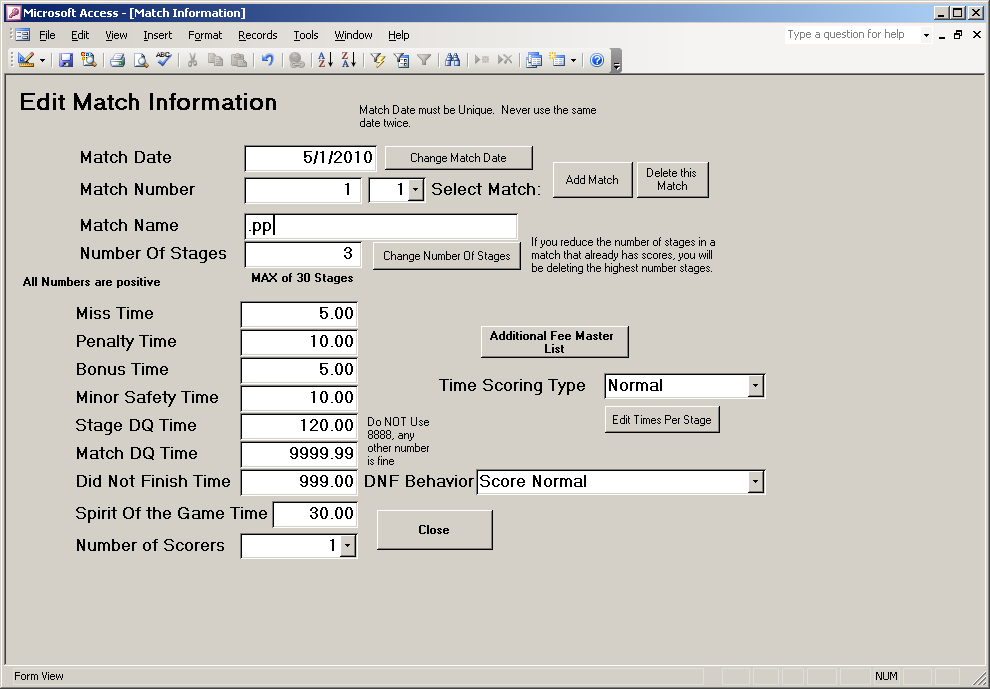 Microsoft Access - [Match Information]
File Edit View Insert Format Records Tools Window Help Type a question for help
Edit Match Information
Match Date must be Unique. Never use the same
date twice.
Match Date 5/1/2010 Change Match Date
Match Number 1 1 Select Match: Add Match Delete this
Match
Match Name .pp
Number Of Stages 3 Change Number Of Stages
If you reduce the number of stages in a
match that already has scores, you will
be deleting the highest number stages.
All Numbers are positive MAX of 30 Stages
Miss Time 5.00
Penalty Time 10.00
Additional Fee Master
List
Bonus Time 5.00
Time Scoring Type Normal
Minor Safety Time 10.00
Stage DQ Time 120.00
Edit Times Per Stage
Do NOT Use
8888, any
other number
is fine
Match DQ Time 9999.99
Did Not Finish Time 999.00 DNF Behavior Score Normal
Spirit Of the Game Time 30.00
Close
Number of Scorers 1
Form View NUM